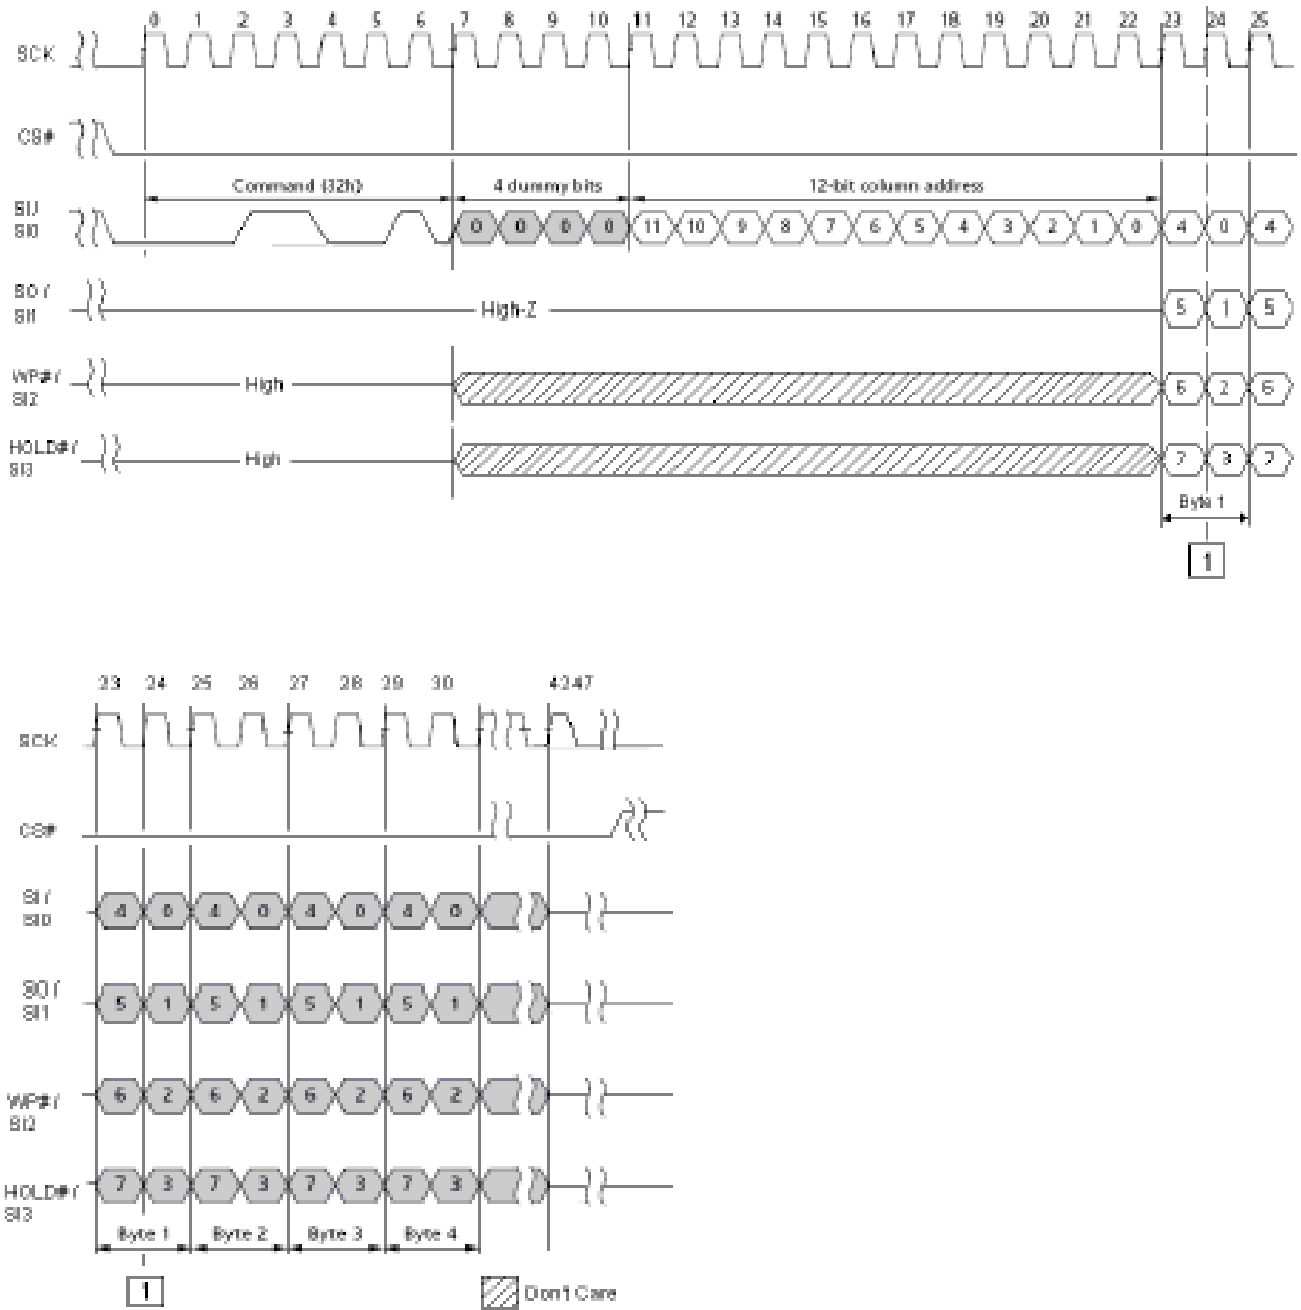 0 1 2 3 4 5 6 7 8 9 10 11 12 13 14 15 16 17 18 19 20 21 22 23 24 25
SCK
CS#
Command (32h) 4 dummy bits 12-bit column address
SI/
SI0
0 0 0 0 11 10 9 8 7 6 5 4 3 2 1 0 4 0 4
SO/
SI1
High-Z 5 1 5
WP#/
SI2
High 6 2 6
HOLD#/
SI3
High 7 3 7
Byte 1
1
23 24 25 26 27 28 29 30 4247
SCK
CS#
SI/
SI0
4 0 4 0 4 0 4 0
SO/
SI1
5 1 5 1 5 1 5 1
WP#/
SI2
6 2 6 2 6 2 6 2
HOLD#/
SI3
7 3 7 3 7 3 7 3
Byte 1 Byte 2 Byte 3 Byte 4
1
Don't Care